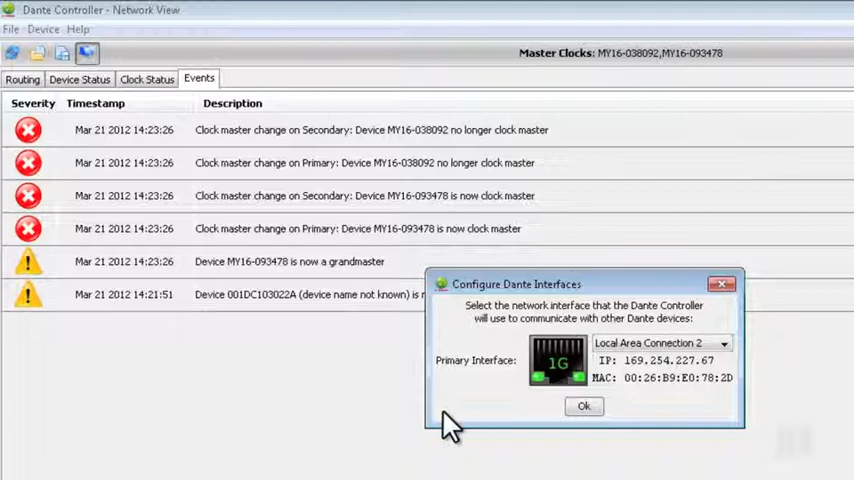 Dante Controller - Network View
File Device Help
Master Clocks: MY16-038092,MY16-093478
Routing Device Status Clock Status Events
Severity Timestamp Description
Mar 21 2012 14:23:26 Clock master change on Secondary: Device MY16-038092 no longer clock master
Mar 21 2012 14:23:26 Clock master change on Primary: Device MY16-038092 no longer clock master
Mar 21 2012 14:23:26 Clock master change on Secondary: Device MY16-093478 is now clock master
Mar 21 2012 14:23:26 Clock master change on Primary: Device MY16-093478 is now clock master
Mar 21 2012 14:23:26 Device MY16-093478 is now a grandmaster
Mar 21 2012 14:21:51 Device 001DC103022A (device name not known) is r
Configure Dante Interfaces
Select the network interface that the Dante Controller
will use to communicate with other Dante devices:
Primary Interface:
1G
Local Area Connection 2
IP: 169.254.227.67
MAC: 00:26:B9:E0:78:2D
Ok